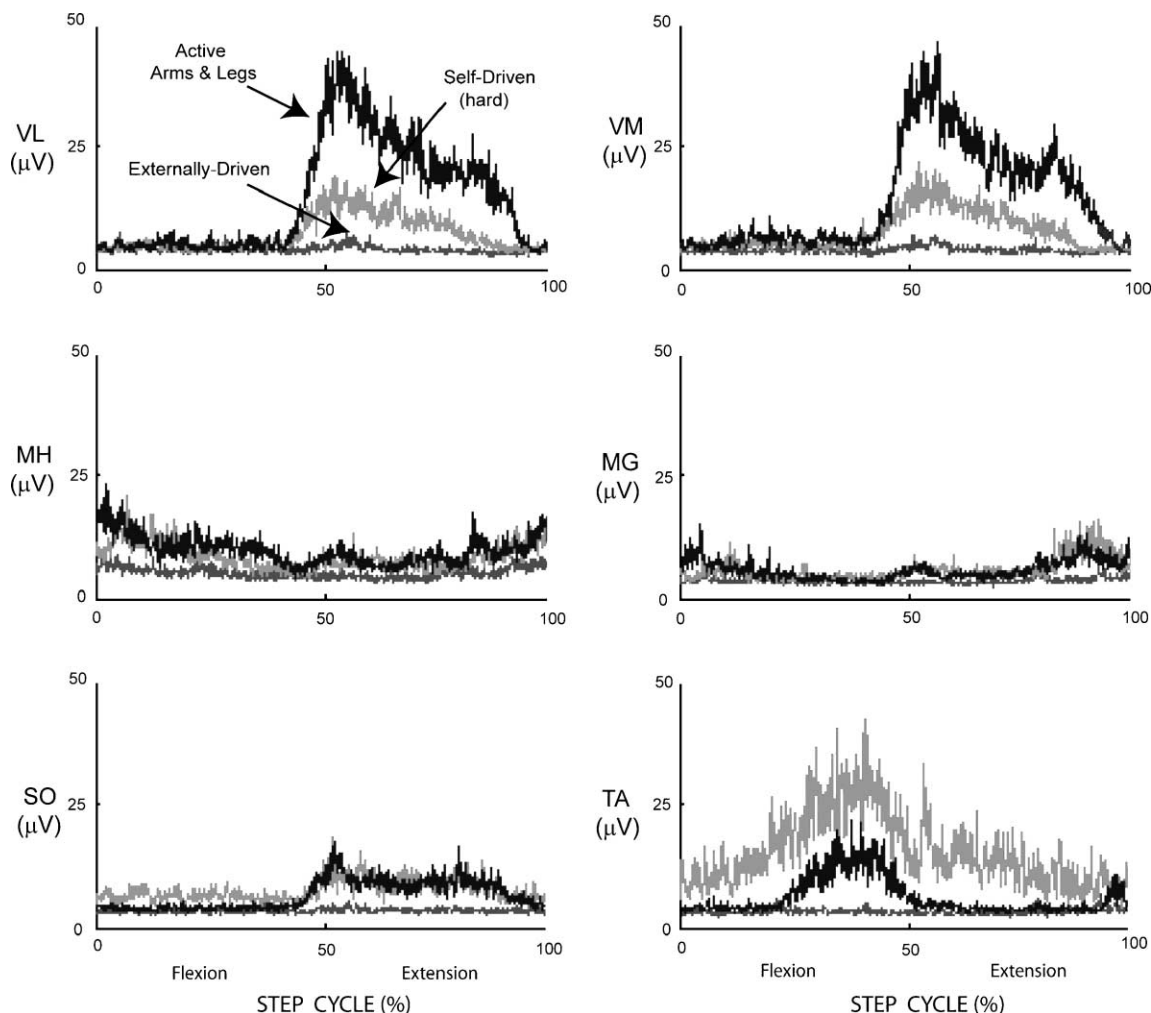 50
Active
Arms & Legs
Self-Driven
(hard)
VL
(μV)
25
Externally-Driven
0
0
50
100
50
VM
(μV)
25
0
0
50
100
50
MH
(μV)
25
0
0
50
100
50
MG
(μV)
25
0
0
50
100
50
SO
(μV)
25
0
0
50
100
Flexion
Extension
STEP CYCLE (%)
50
TA
(μV)
25
0
0
50
100
Flexion
Extension
STEP CYCLE (%)